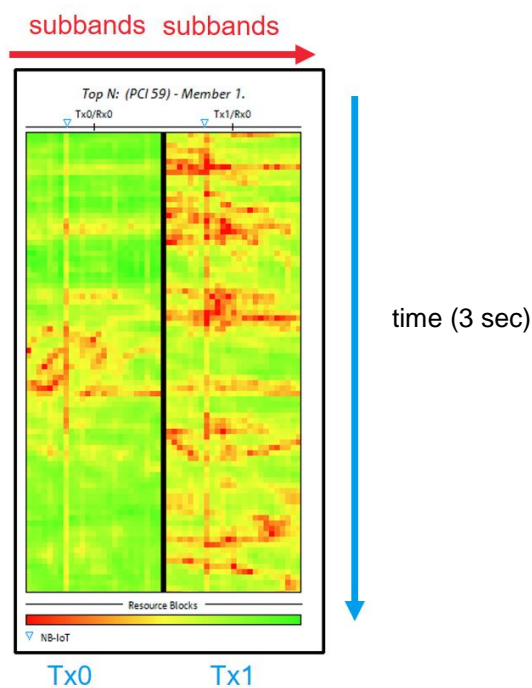 subbands subbands
Top N: (PCI 59) - Member 1.
Tx0/Rx0 Tx1/Rx0
time (3 sec)
Resource Blocks
NB-IoT
Tx0 Tx1